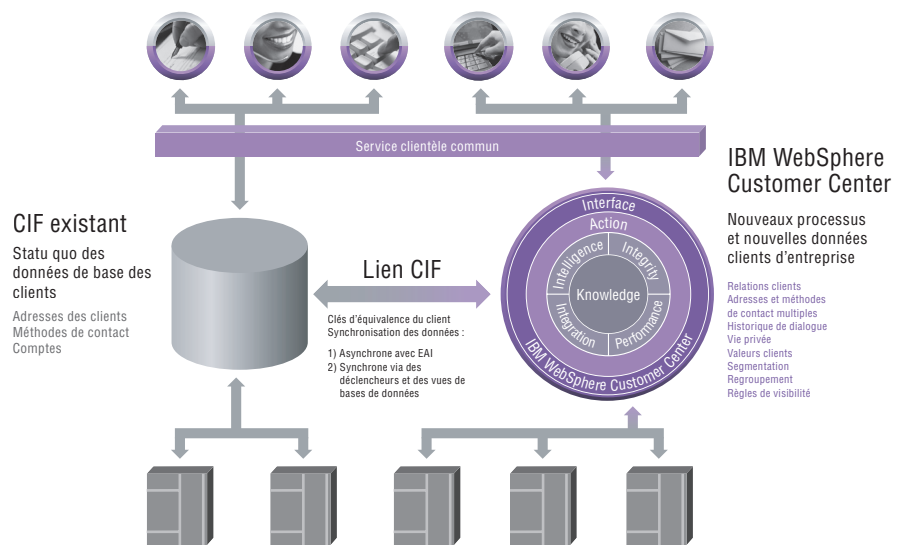 Service clientèle commun
IBM WebSphere
Customer Center
Nouveaux processus
et nouvelles données
clients d'entreprise
Relations clients
Adresses et méthodes
de contact multiples
Historique de dialogue
Vie privée
Valeurs clients
Segmentation
Regroupement
Règles de visibilité
CIF existant
Statu quo des
données de base des
clients
Adresses des clients
Méthodes de contact
Comptes
Lien CIF
Clés d'équivalence du client
Synchronisation des données :
1) Asynchrone avec EAI
2) Synchrone via des
déclencheurs et des vues de
bases de données
Interface
Action
Intelligence
Integrity
Knowledge
Integration
Performance
IBM WebSphere Customer Center